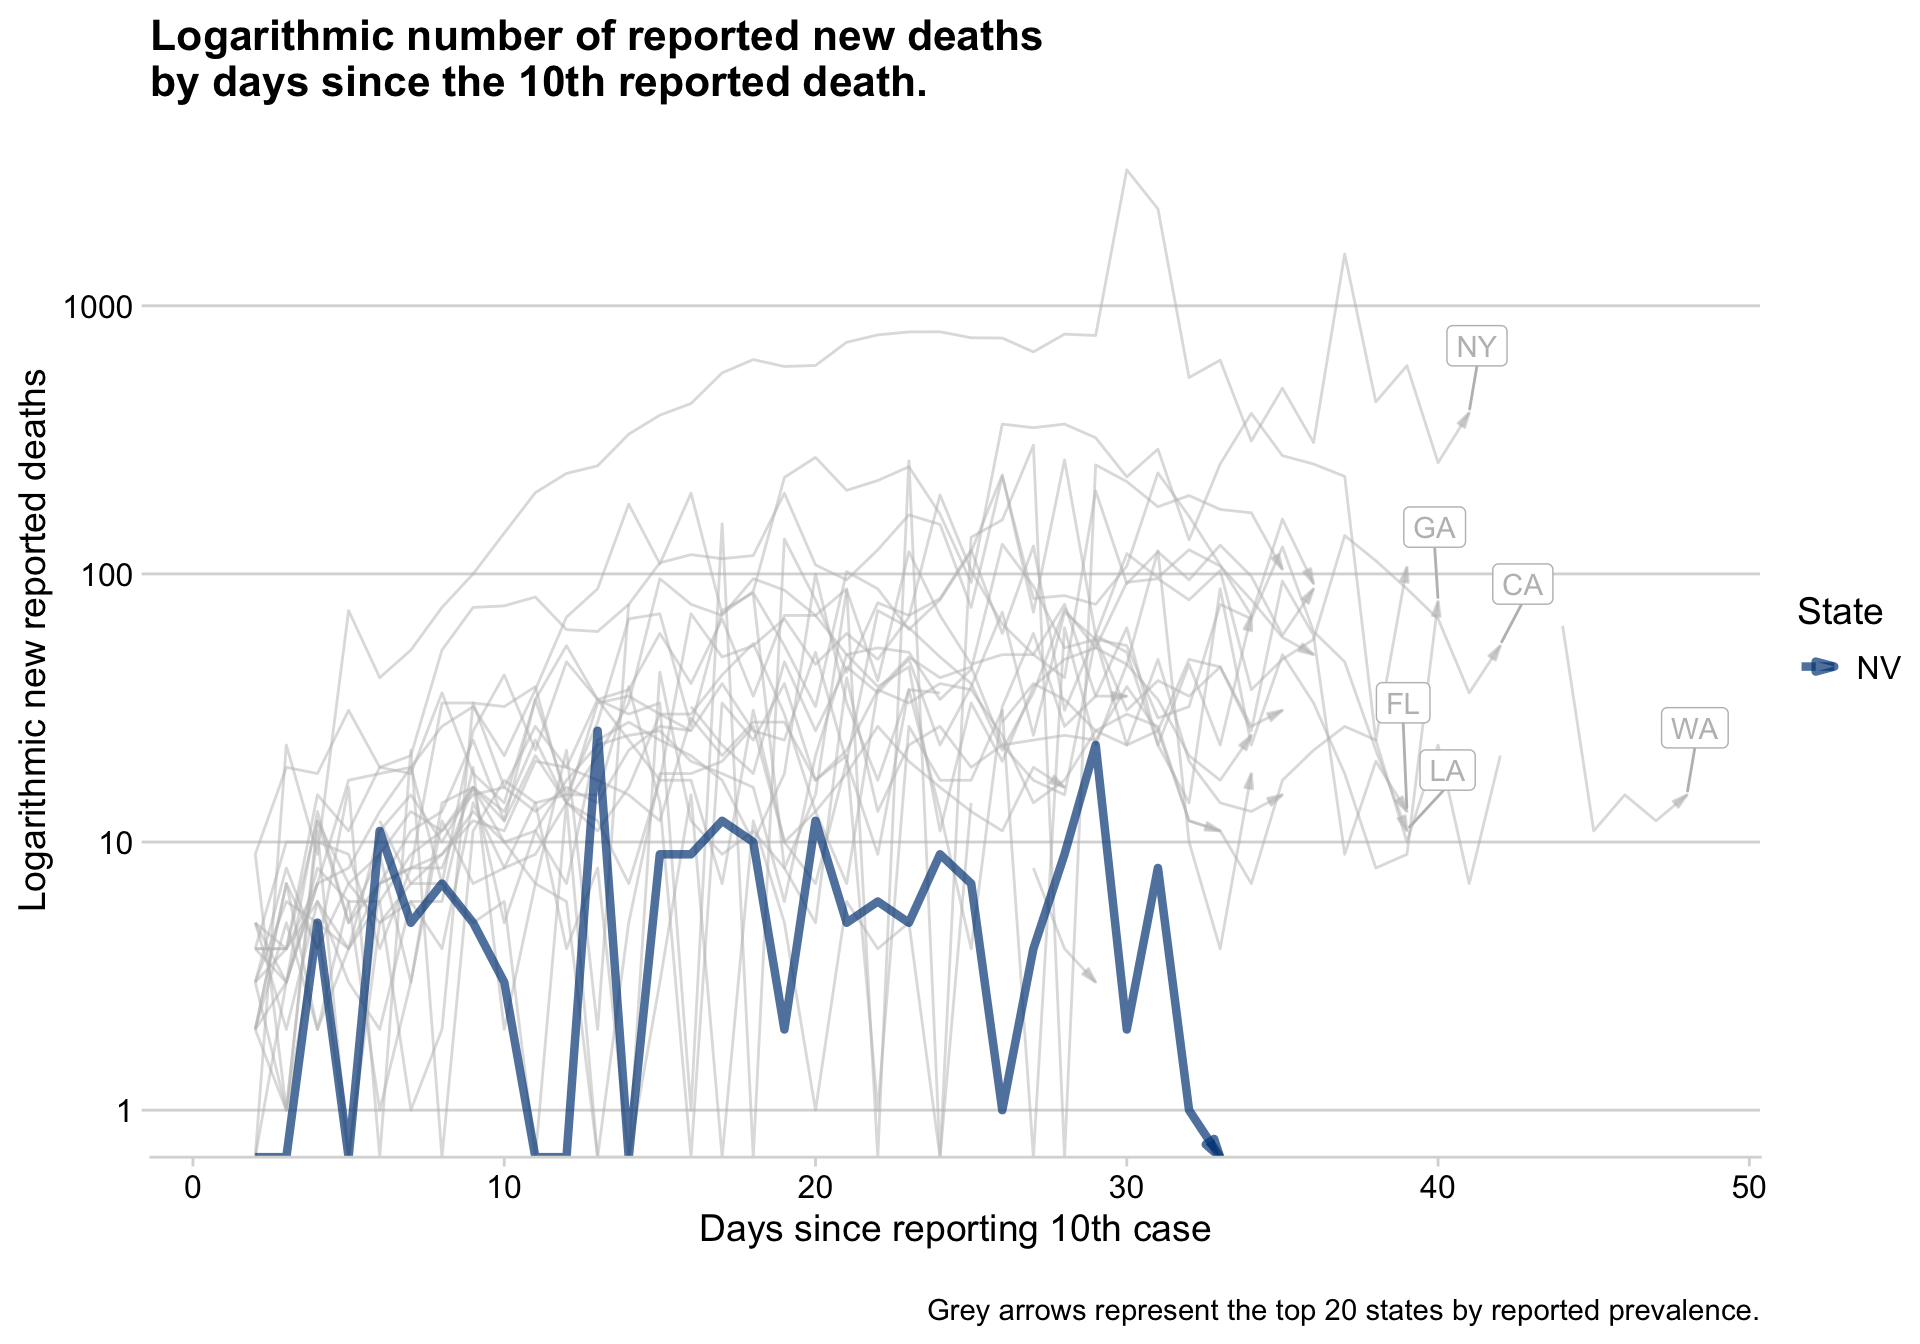 Logarithmic number of reported new deaths
by days since the 10th reported death.
Logarithmic new reported deaths
1000
100
10
1
NY
GA
CA
FL
WA
LA
State
NV
0 10 20 30 40 50
Days since reporting 10th case
Grey arrows represent the top 20 states by reported prevalence.